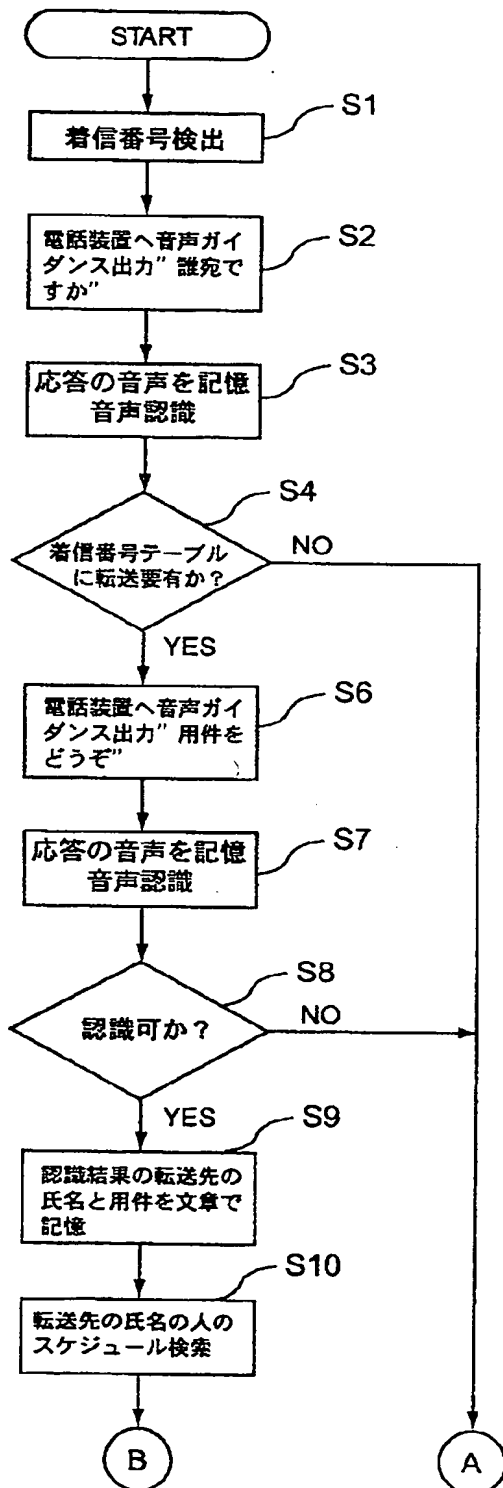 START
S1
着信番号検出
S2
電話装置へ音声ガイ
ダンス出力”誰宛で
すか”
S3
応答の音声を記憶
音声認識
S4
着信番号テーブル
に転送要有か？
NO
YES
S6
電話装置へ音声ガイ
ダンス出力”用件を
どうぞ”
S7
応答の音声を記憶
音声認識
S8
認識可か？
NO
YES
S9
認識結果の転送先の
氏名と用件を文章で
記憶
S10
転送先の氏名の人の
スケジュール検索
B
A